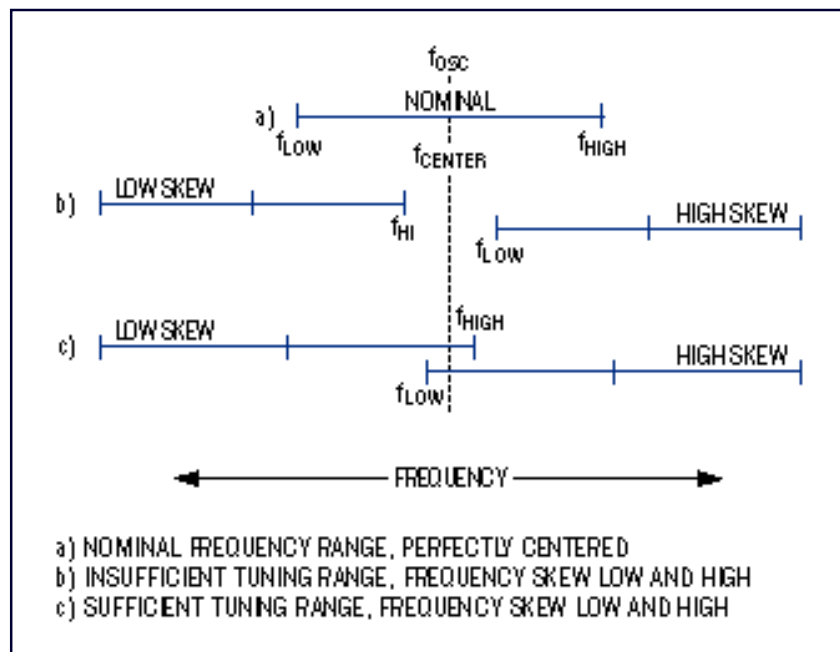 fOSC
NOMINAL
a)
fLOW
fCENTER
fHIGH
b)
LOW SKEW
fHI
HIGH SKEW
fLOW
c)
LOW SKEW
fHIGH
HIGH SKEW
fLOW
FREQUENCY
a) NOMINAL FREQUENCY RANGE, PERFECTLY CENTERED
b) INSUFFICIENT TUNING RANGE, FREQUENCY SKEW LOW AND HIGH
c) SUFFICIENT TUNING RANGE, FREQUENCY SKEW LOW AND HIGH